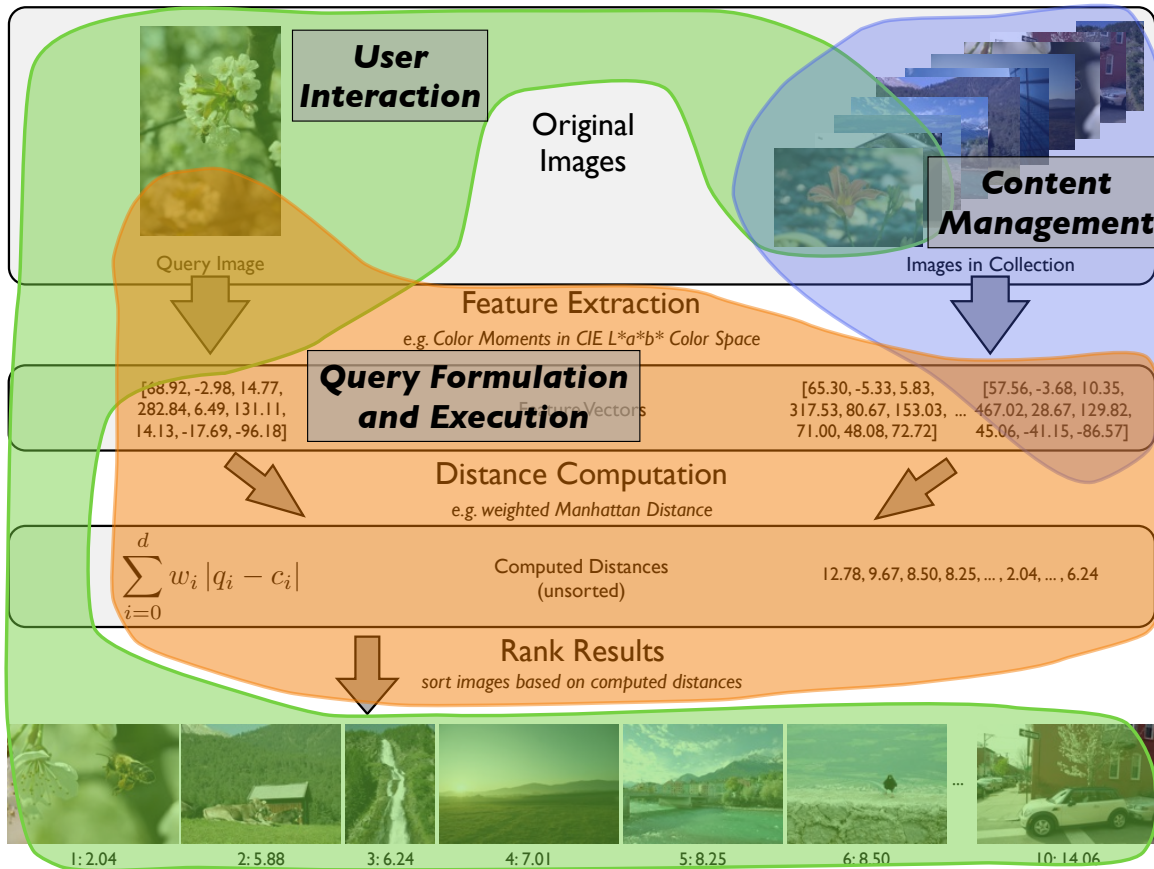 User
Interaction
Original
Images
Content
Management
Query Image
Images in Collection
Feature Extraction
e.g. Color Moments in CIE L*a*b* Color Space
[68.92, -2.98, 14.77,
282.84, 6.49, 131.11,
14.13, -17.69, -96.18]
Query Formulation
and Execution
Feature Vectors
[65.30, -5.33, 5.83,
317.53, 80.67, 153.03,
71.00, 48.08, 72.72]
...
[57.56, -3.68, 10.35,
467.02, 28.67, 129.82,
45.06, -41.15, -86.57]
Distance Computation
e.g. weighted Manhattan Distance
d
∑ w_i |q_i − c_i|
i=0
Computed Distances
(unsorted)
12.78, 9.67, 8.50, 8.25, ... , 2.04, ... , 6.24
Rank Results
sort images based on computed distances
...
1: 2.04
2: 5.88
3: 6.24
4: 7.01
5: 8.25
6: 8.50
10: 14.06